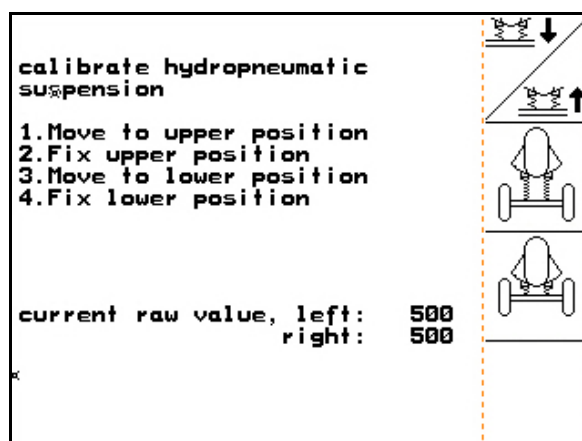 calibrate hydropneumatic
suspension
1.Move to upper position
2.Fix upper position
3.Move to lower position
4.Fix lower position
current raw value, left: 500
right: 500